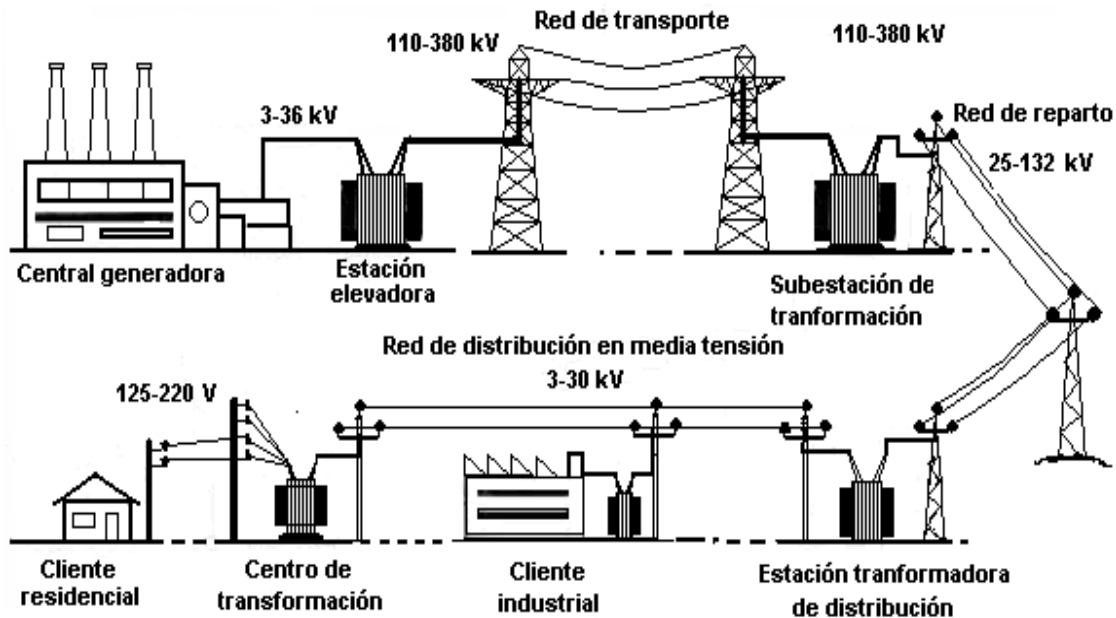 Red de transporte
110-380 kV
110-380 kV
3-36 kV
Red de reparto
25-132 kV
Central generadora
Estación
elevadora
Subestación de
tranformación
Red de distribución en media tensión
3-30 kV
125-220 V
Cliente
residencial
Centro de
transformación
Cliente
industrial
Estación tranformadora
de distribución